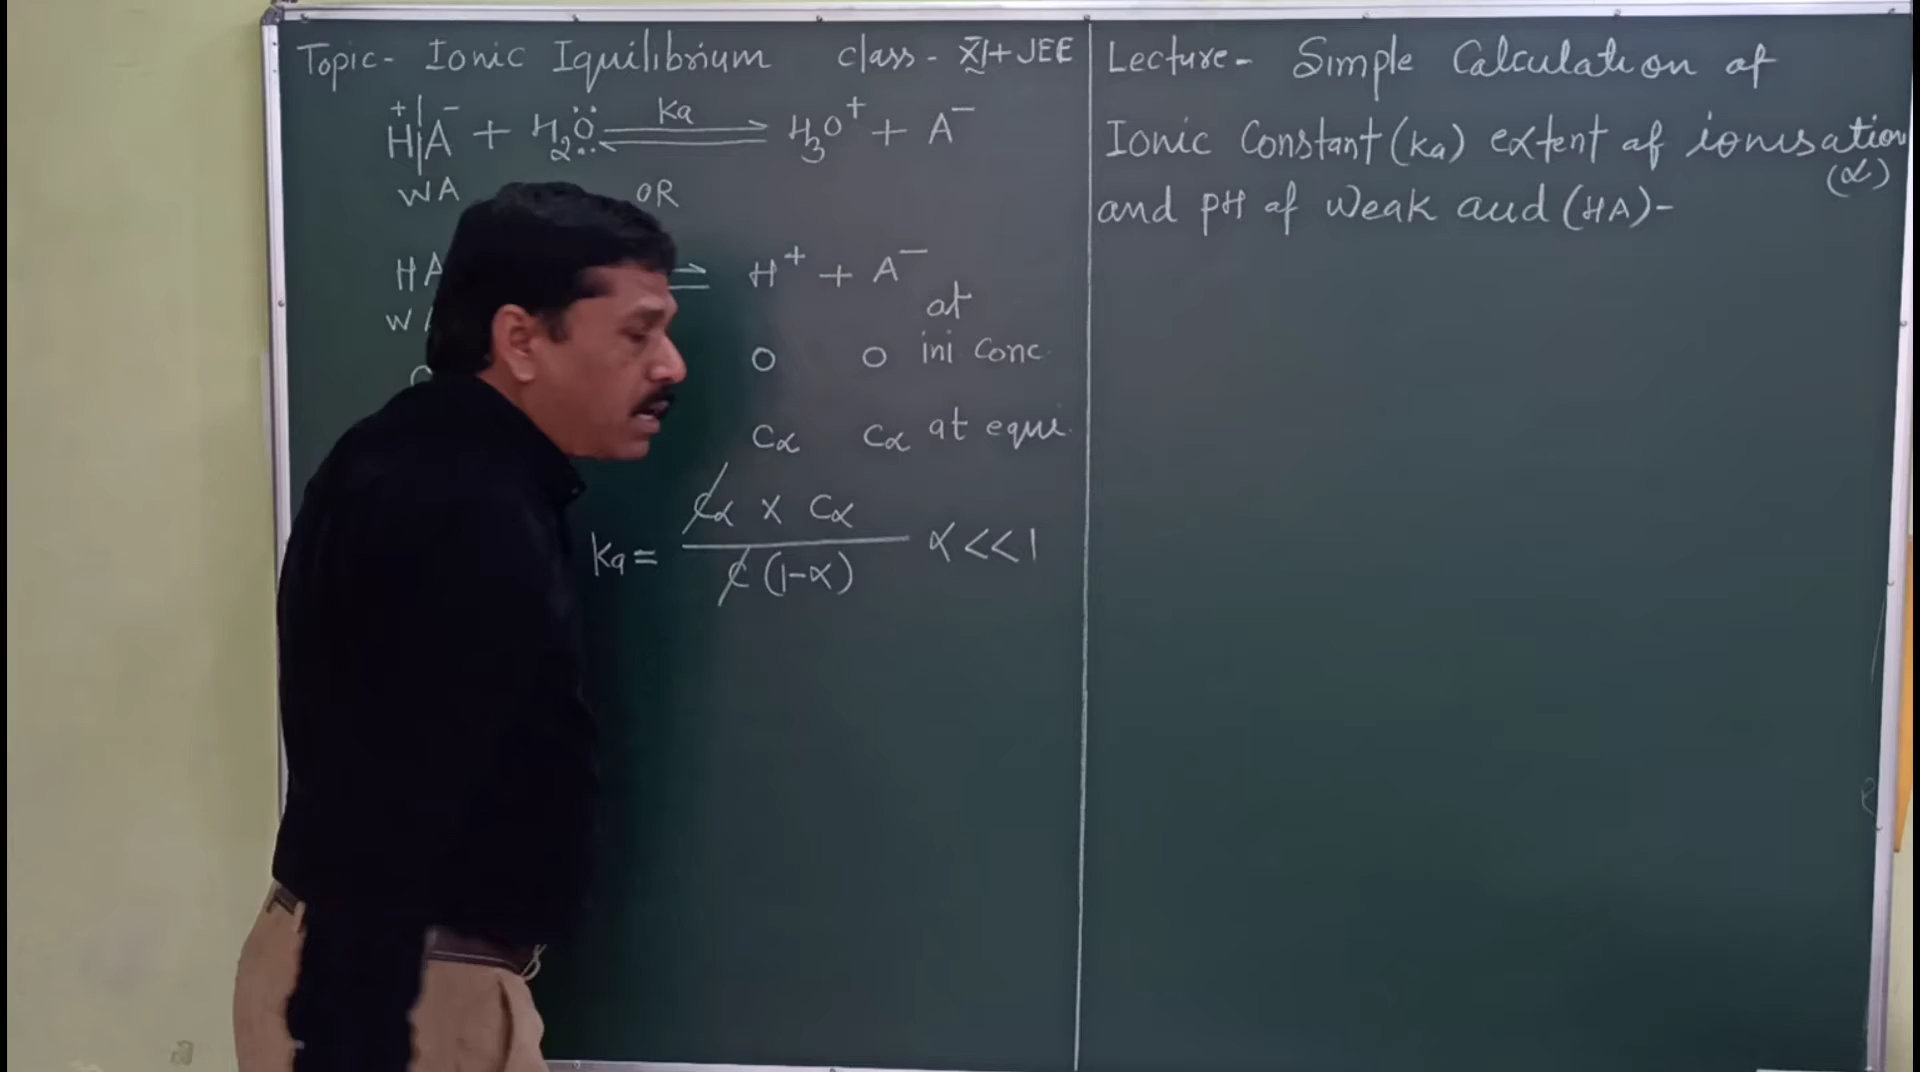 Topic- Ionic Iquilibrium class- XI+JEE
H|A + H2O ⇌ H3O+ + A-
+ -
Ka
WA OR
HA ⇌ H+ + A-
W
at
C 0 0 ini Conc.
Cα Cα at equi.
Ka = Cα x Cα / C(1-α) α<<1
Lecture- Simple Calculation of
Ionic Constant (Ka) extent of ionisation
(α)
and pH of Weak acid (HA)-